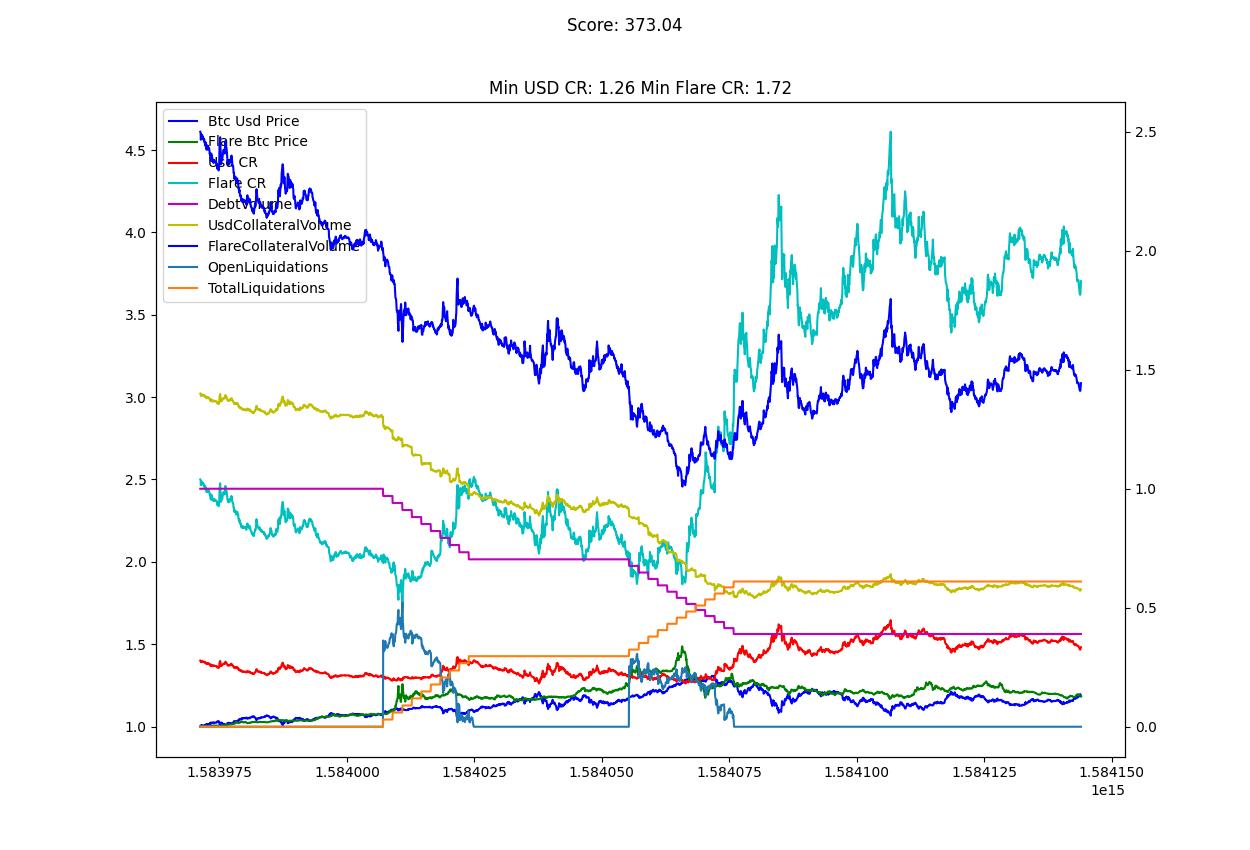 Score: 373.04
Min USD CR: 1.26 Min Flare CR: 1.72
Btc Usd Price
Flare Btc Price
Usd CR
Flare CR
DebtVolume
UsdCollateralVolume
FlareCollateralVolume
OpenLiquidations
TotalLiquidations
4.5
4.0
3.5
3.0
2.5
2.0
1.5
1.0
2.5
2.0
1.5
1.0
0.5
0.0
1.583975
1.584000
1.584025
1.584050
1.584075
1.584100
1.584125
1.584150
1e15